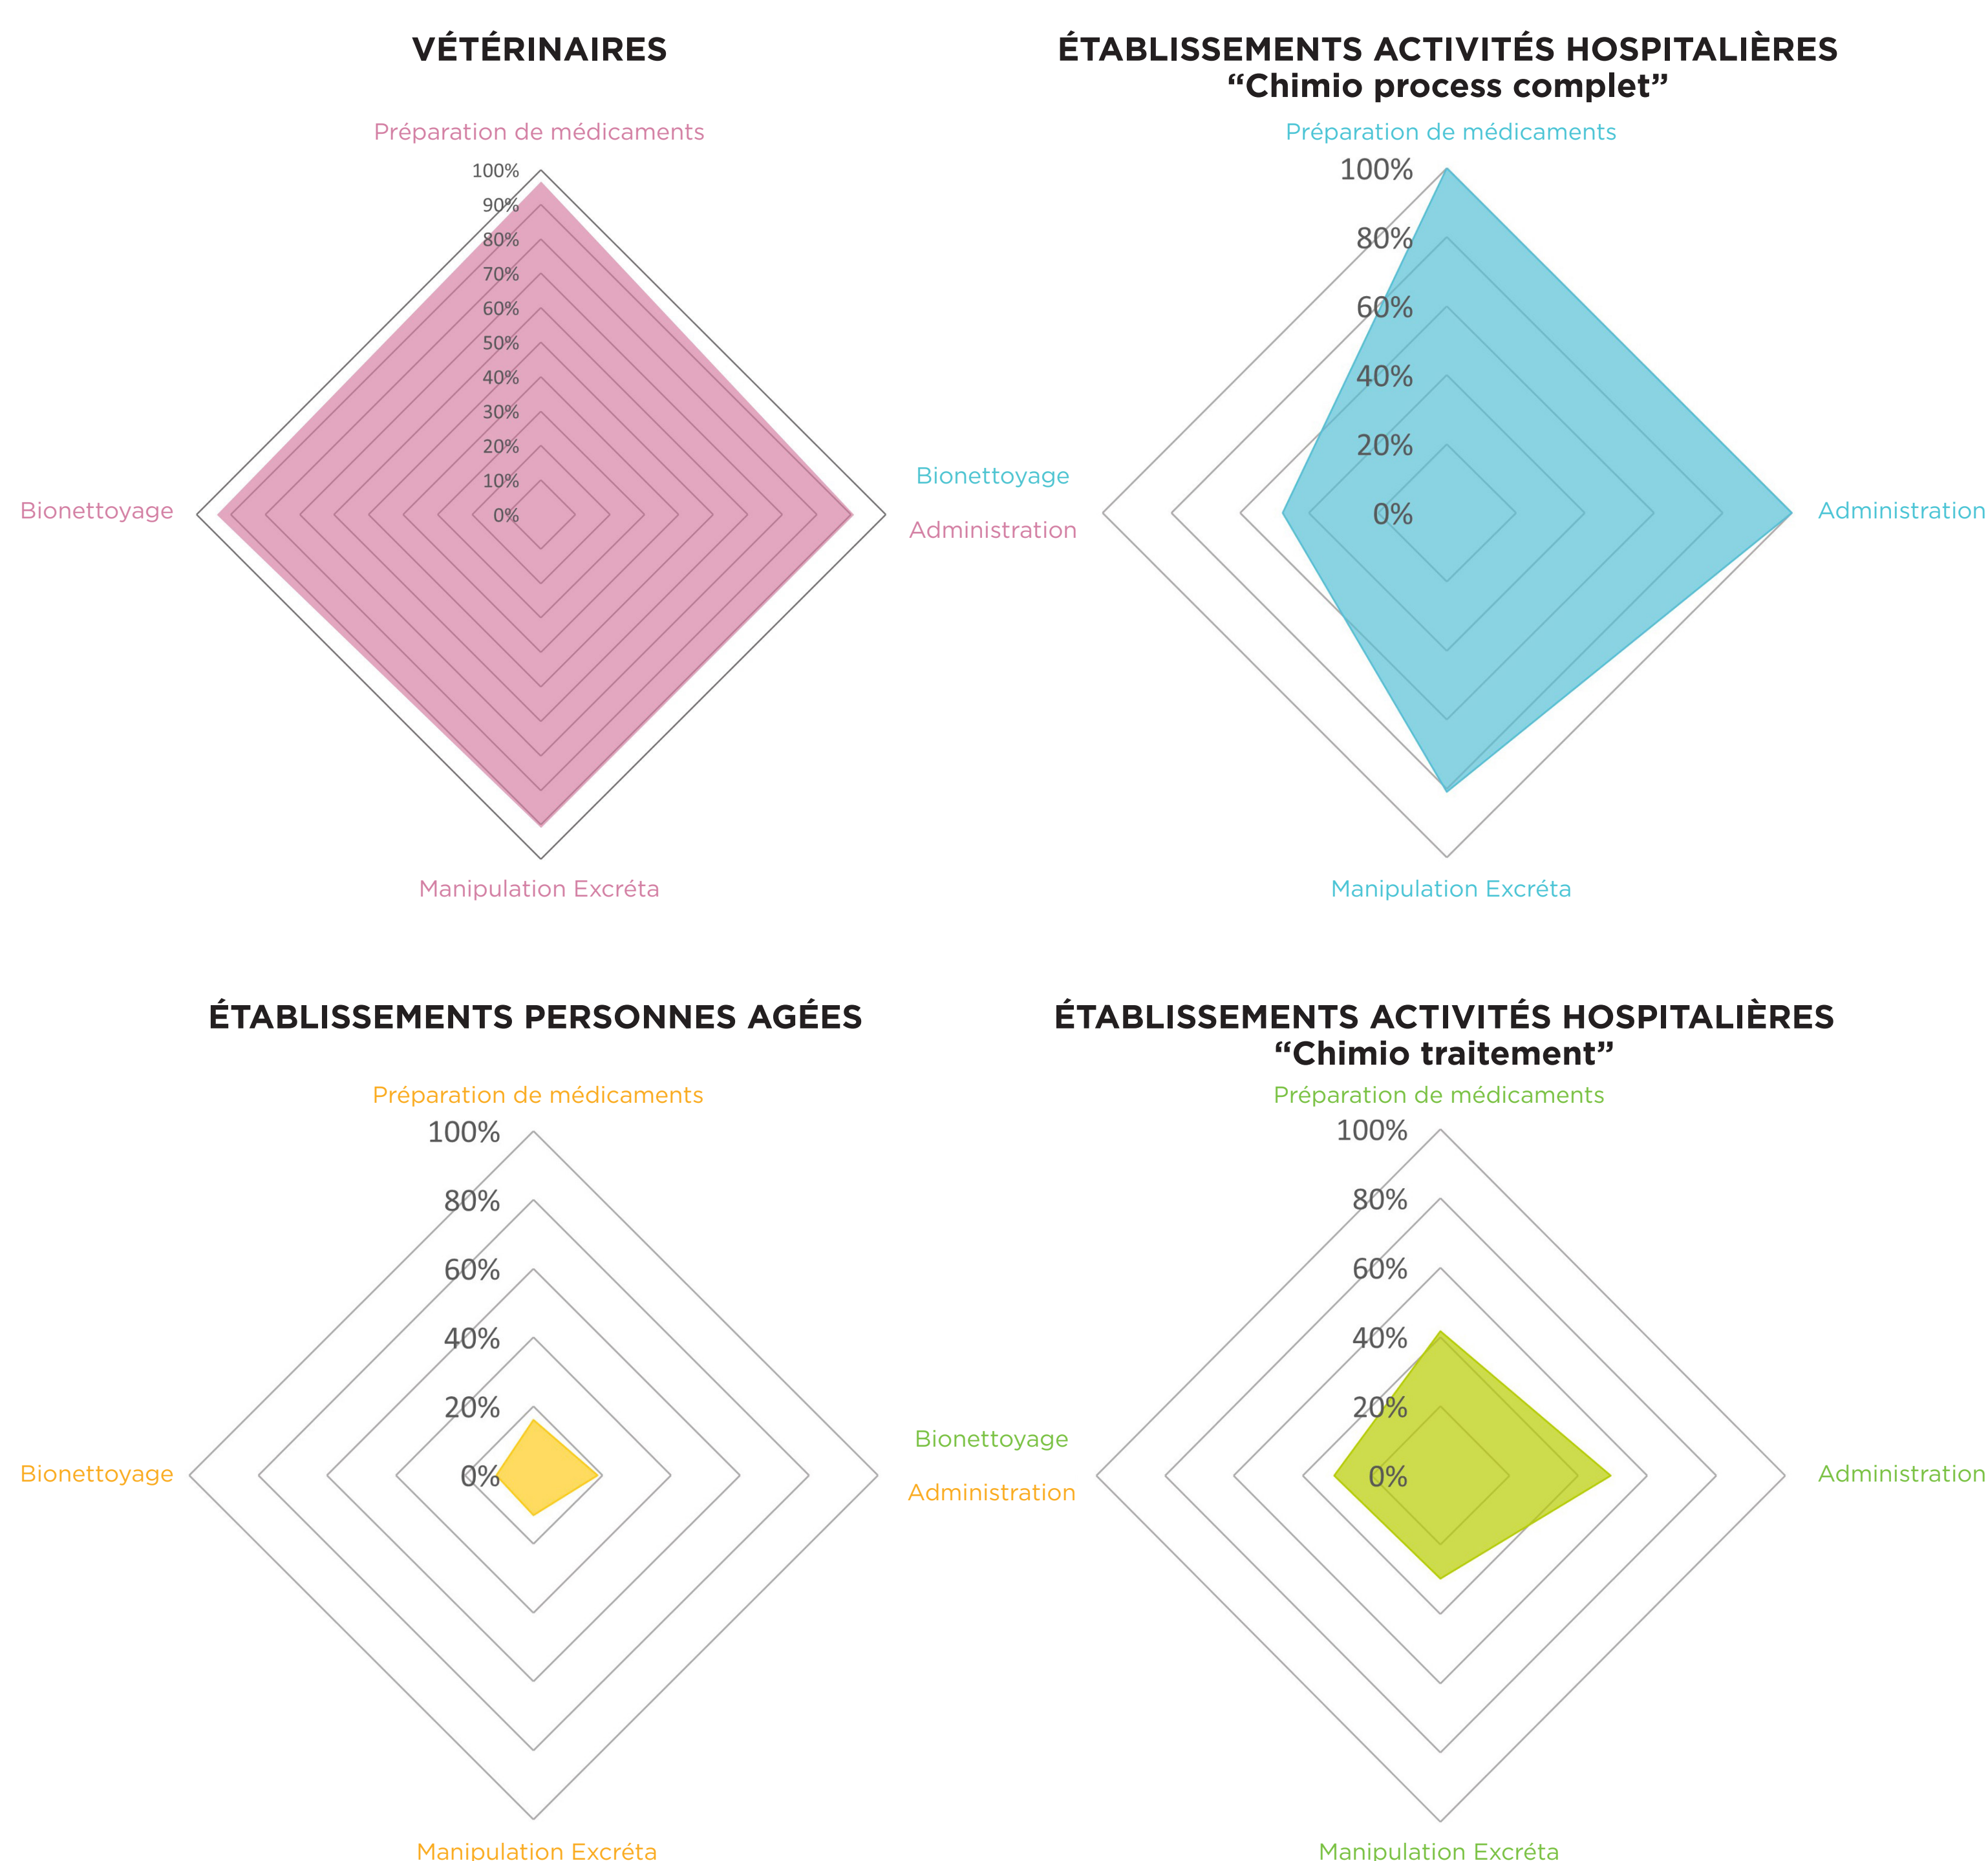 VÉTÉRINAIRES
Préparation de médicaments
100%
90%
80%
70%
60%
50%
40%
30%
20%
10%
0%
Bionettoyage
Administration
Manipulation Excréta
ÉTABLISSEMENTS ACTIVITÉS HOSPITALIÈRES
“Chimio process complet”
Préparation de médicaments
100%
80%
60%
40%
20%
0%
Bionettoyage
Administration
Manipulation Excréta
ÉTABLISSEMENTS PERSONNES AGÉES
Préparation de médicaments
100%
80%
60%
40%
20%
0%
Bionettoyage
Administration
Manipulation Excréta
ÉTABLISSEMENTS ACTIVITÉS HOSPITALIÈRES
“Chimio traitement”
Préparation de médicaments
100%
80%
60%
40%
20%
0%
Bionettoyage
Administration
Manipulation Excréta